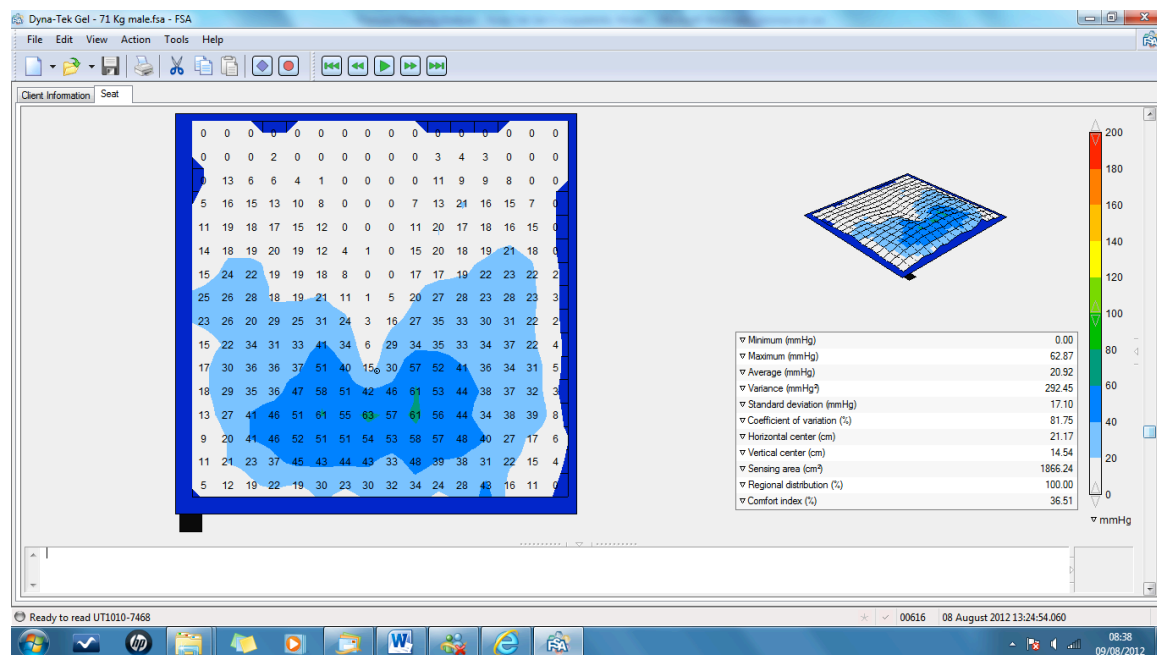 Dyna-Tek Gel - 71 Kg male.fsa - FSA
File Edit View Action Tools Help
Client Information Seat
0 0 0 0 0 0 0 0 0 0 0 0 0 0 0 0
0 0 0 2 0 0 0 0 0 0 3 4 3 0 0 0
0 13 6 6 4 1 0 0 0 0 11 9 9 8 0 0
5 16 15 13 10 8 0 0 0 7 13 21 16 15 7 0
11 19 18 17 15 12 0 0 0 11 20 17 18 16 15 0
14 18 19 20 19 12 4 1 0 15 20 18 19 21 18 0
15 24 22 19 19 18 8 0 0 17 17 19 22 23 22 2
25 26 28 18 19 21 11 1 5 20 27 28 23 28 23 3
23 26 20 29 25 31 24 3 16 27 35 33 30 31 22 2
15 22 34 31 33 41 34 6 29 34 35 33 34 37 22 4
17 30 36 36 37 51 40 15 30 57 52 41 36 34 31 5
18 29 35 36 47 58 51 42 46 61 53 44 38 37 32 3
13 27 41 46 51 61 55 63 57 61 56 44 34 38 39 8
9 20 41 46 52 51 51 54 53 58 57 48 40 27 17 6
11 21 23 37 45 43 44 43 33 48 39 38 31 22 15 4
5 12 19 22 19 30 23 30 32 34 24 28 43 16 11 0
Minimum (mmHg) 0.00
Maximum (mmHg) 62.87
Average (mmHg) 20.92
Variance (mmHg²) 292.45
Standard deviation (mmHg) 17.10
Coefficient of variation (%) 81.75
Horizontal center (cm) 21.17
Vertical center (cm) 14.54
Sensing area (cm²) 1866.24
Regional distribution (%) 100.00
Comfort index (%) 36.51
200
180
160
140
120
100
80
60
40
20
0
mmHg
Ready to read UT1010-7468
00616 08 August 2012 13:24:54.060
hp
W
FSA
08:38
09/08/2012